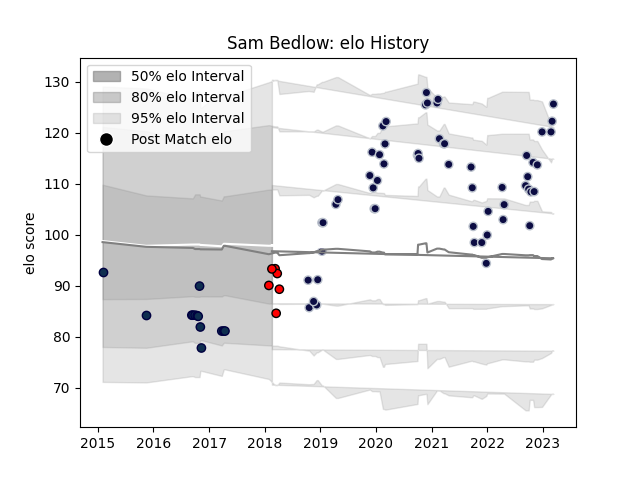 Sam Bedlow: elo History
50% elo Interval
80% elo Interval
95% elo Interval
Post Match elo
elo score
130
120
110
100
90
80
70
2015 2016 2017 2018 2019 2020 2021 2022 2023